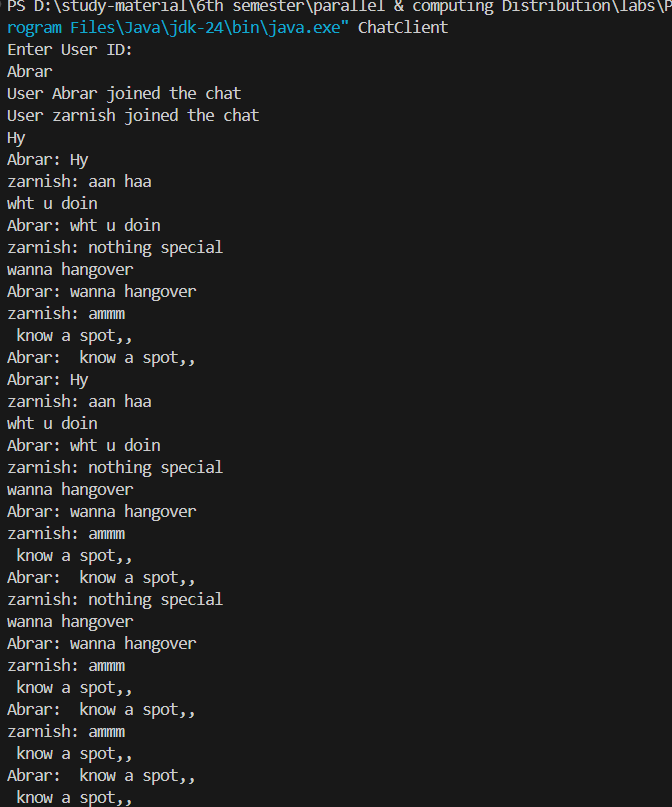 PS D:\study-material\6th semester\parallel & computing Distribution\labs\P
rogram Files\Java\jdk-24\bin\java.exe" ChatClient
Enter User ID:
Abrar
User Abrar joined the chat
User zarnish joined the chat
Hy
Abrar: Hy
zarnish: aan haa
wht u doin
Abrar: wht u doin
zarnish: nothing special
wanna hangover
Abrar: wanna hangover
zarnish: ammm
 know a spot,,
Abrar:  know a spot,,
Abrar: Hy
zarnish: aan haa
wht u doin
Abrar: wht u doin
zarnish: nothing special
wanna hangover
Abrar: wanna hangover
zarnish: ammm
 know a spot,,
Abrar:  know a spot,,
zarnish: nothing special
wanna hangover
Abrar: wanna hangover
zarnish: ammm
 know a spot,,
Abrar:  know a spot,,
zarnish: ammm
 know a spot,,
Abrar:  know a spot,,
 know a spot,,